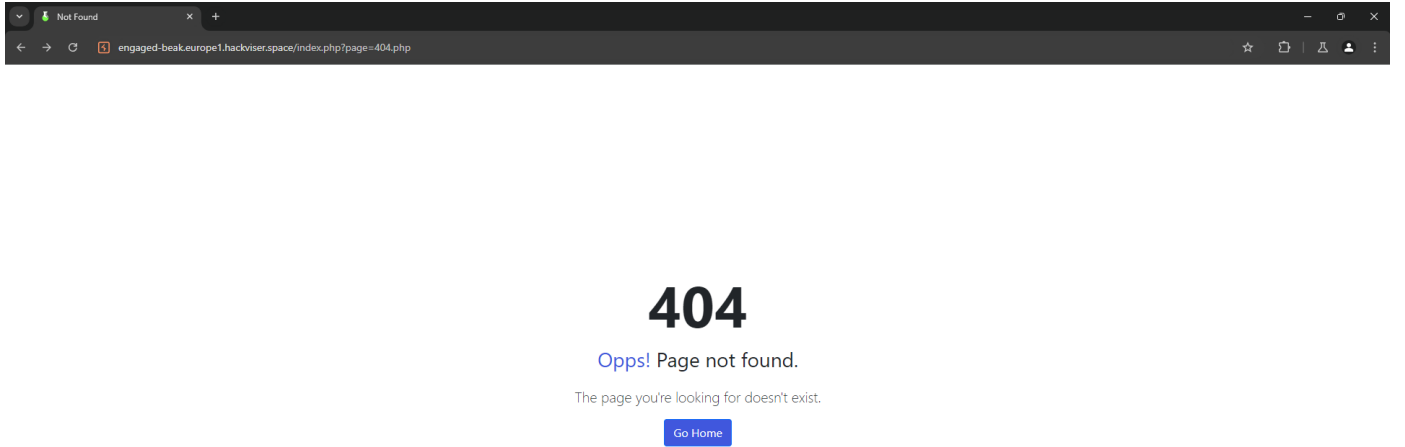 Not Found
engaged-beak.europe1.hackviser.space/index.php?page=404.php
404
Opps! Page not found.
The page you're looking for doesn't exist.
Go Home